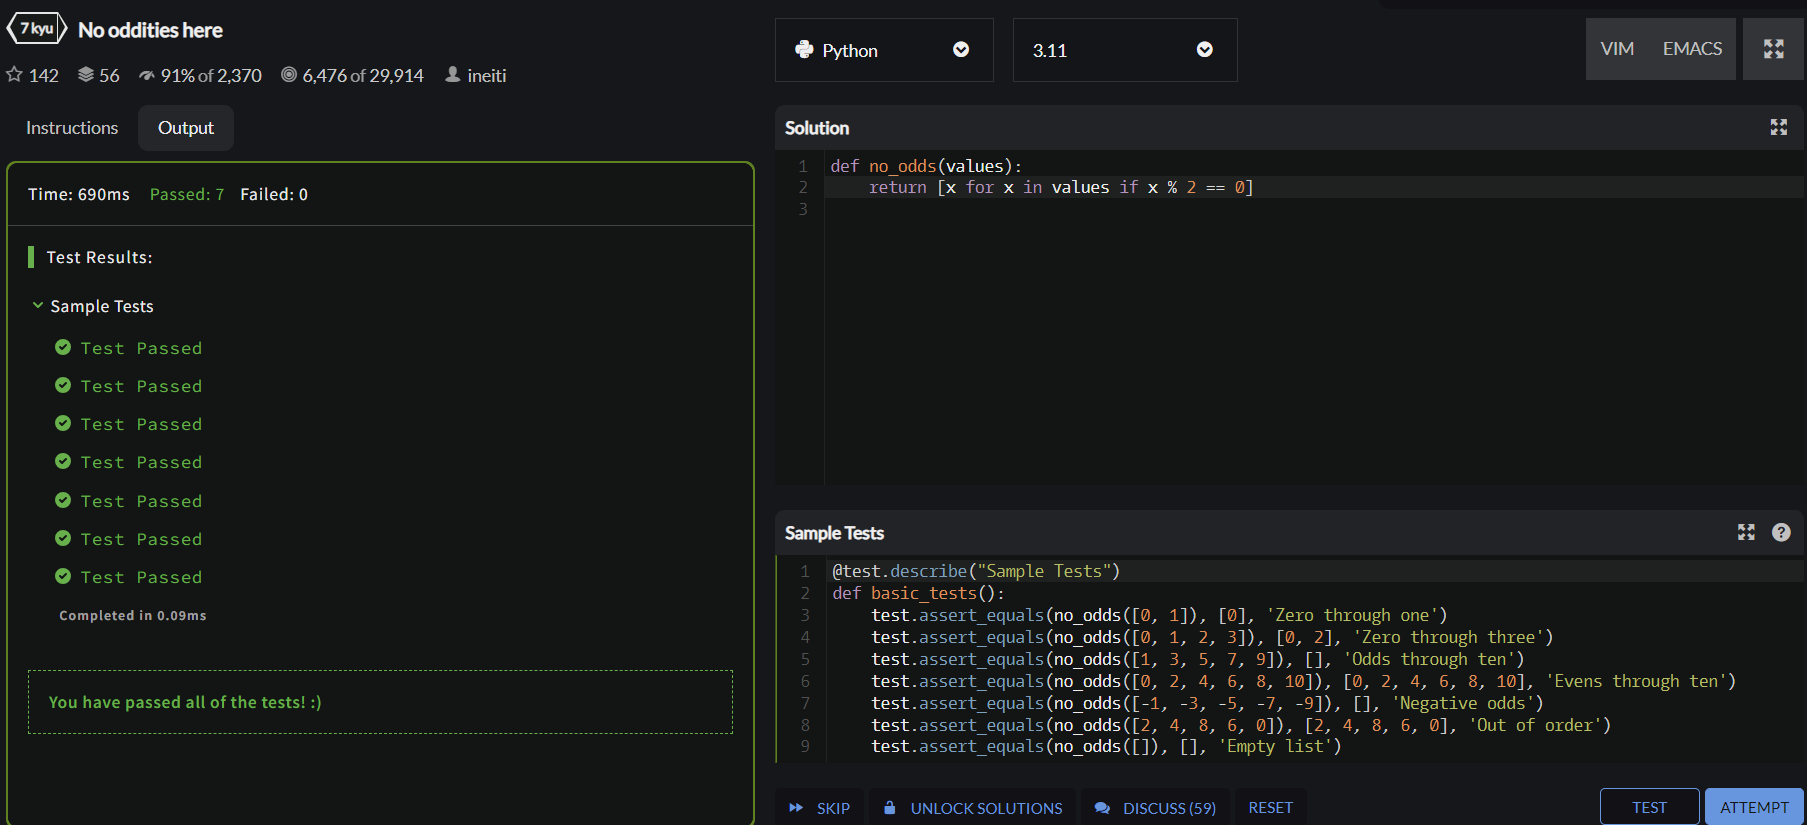 7 kyu No oddities here
142 56 91% of 2,370 6,476 of 29,914 ineiti
Instructions Output
Time: 690ms Passed: 7 Failed: 0
Test Results:
Sample Tests
Test Passed
Test Passed
Test Passed
Test Passed
Test Passed
Test Passed
Test Passed
Completed in 0.09ms
You have passed all of the tests! :)
Python 3.11 VIM EMACS
Solution
1 def no_odds(values):
2     return [x for x in values if x % 2 == 0]
3
Sample Tests ?
1 @test.describe("Sample Tests")
2 def basic_tests():
3     test.assert_equals(no_odds([0, 1]), [0], 'Zero through one')
4     test.assert_equals(no_odds([0, 1, 2, 3]), [0, 2], 'Zero through three')
5     test.assert_equals(no_odds([1, 3, 5, 7, 9]), [], 'Odds through ten')
6     test.assert_equals(no_odds([0, 2, 4, 6, 8, 10]), [0, 2, 4, 6, 8, 10], 'Evens through ten')
7     test.assert_equals(no_odds([-1, -3, -5, -7, -9]), [], 'Negative odds')
8     test.assert_equals(no_odds([2, 4, 8, 6, 0]), [2, 4, 8, 6, 0], 'Out of order')
9     test.assert_equals(no_odds([]), [], 'Empty list')
SKIP UNLOCK SOLUTIONS DISCUSS (59) RESET TEST ATTEMPT